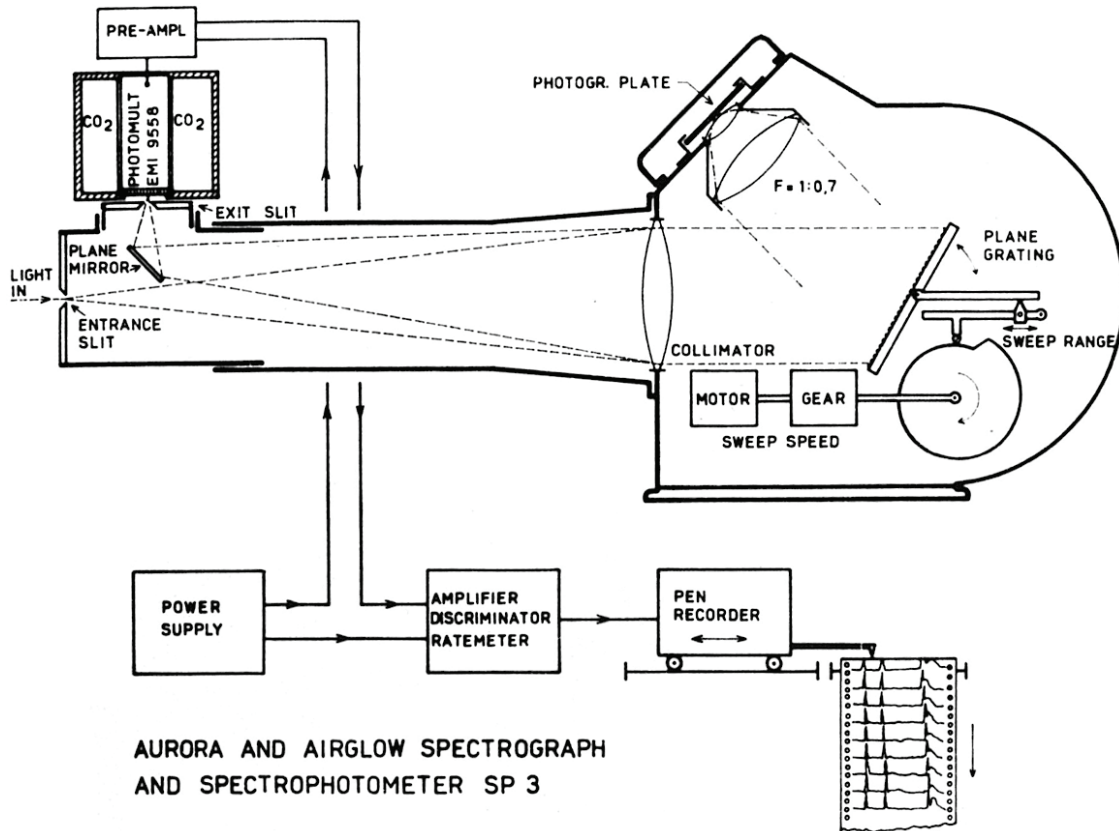 PRE-AMPL
CO2
PHOTOMULT
EMI 9558
CO2
EXIT SLIT
PLANE
MIRROR
LIGHT
IN
ENTRANCE
SLIT
PHOTOGR. PLATE
F=1:0,7
PLANE
GRATING
SWEEP RANGE
COLLIMATOR
MOTOR
GEAR
SWEEP SPEED
POWER
SUPPLY
AMPLIFIER
DISCRIMINATOR
RATEMETER
PEN
RECORDER
AURORA AND AIRGLOW SPECTROGRAPH
AND SPECTROPHOTOMETER SP 3